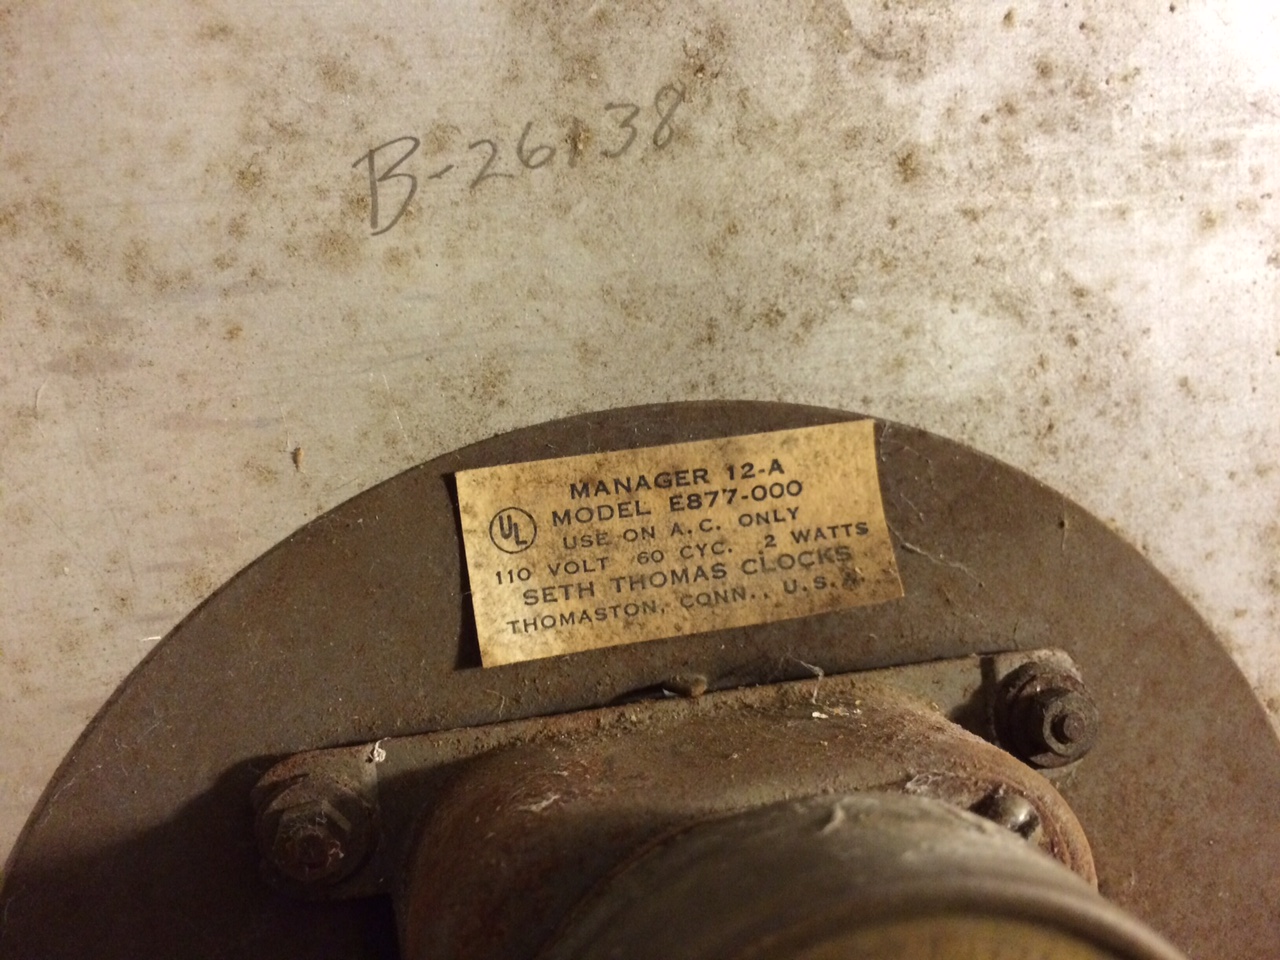 B-26138
MANAGER 12-A
MODEL E877-000
UL
USE ON A.C. ONLY
110 VOLT 60 CYC. 2 WATTS
SETH THOMAS CLOCKS
THOMASTON, CONN., U.S.A.